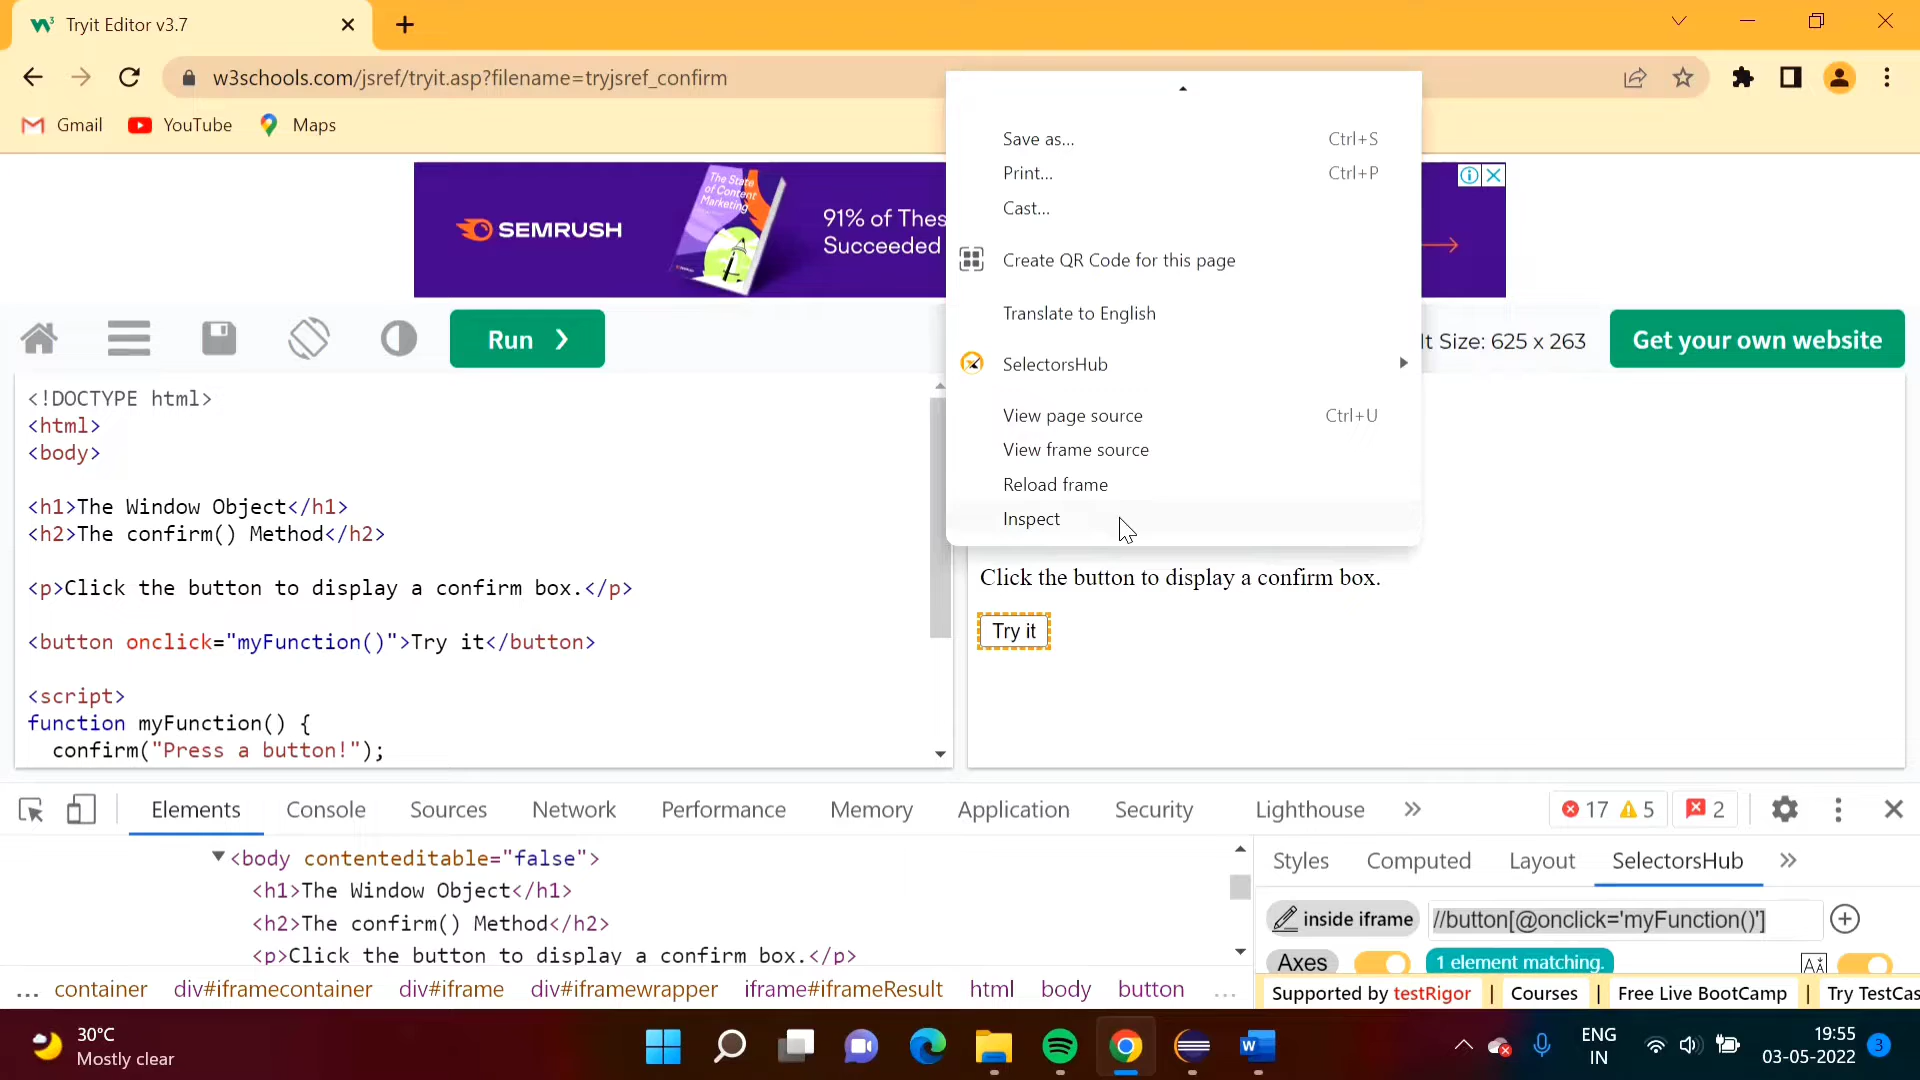 Tryit Editor v3.7
w3schools.com/jsref/tryit.asp?filename=tryjsref_confirm
Gmail
YouTube
Maps
The State of Content Marketing
SEMRUSH
91% of Thes
Succeeded
Save as... Ctrl+S
Print... Ctrl+P
Cast...
Create QR Code for this page
Translate to English
SelectorsHub
View page source Ctrl+U
View frame source
Reload frame
Inspect
Run ❯
lt Size: 625 x 263
Get your own website
<!DOCTYPE html>
<html>
<body>
<h1>The Window Object</h1>
<h2>The confirm() Method</h2>
<p>Click the button to display a confirm box.</p>
<button onclick="myFunction()">Try it</button>
<script>
function myFunction() {
confirm("Press a button!");
Click the button to display a confirm box.
Try it
Elements Console Sources Network Performance Memory Application Security Lighthouse » 17 5 2
<body contenteditable="false">
<h1>The Window Object</h1>
<h2>The confirm() Method</h2>
<p>Click the button to display a confirm box.</p>
... container div#iframecontainer div#iframe div#iframewrapper iframe#iframeResult html body button ...
Styles Computed Layout SelectorsHub »
inside iframe //button[@onclick='myFunction()']
Axes 1 element matching.
Supported by testRigor | Courses | Free Live BootCamp | Try TestCas
30°C
Mostly clear
ENG
IN
19:55
03-05-2022
3